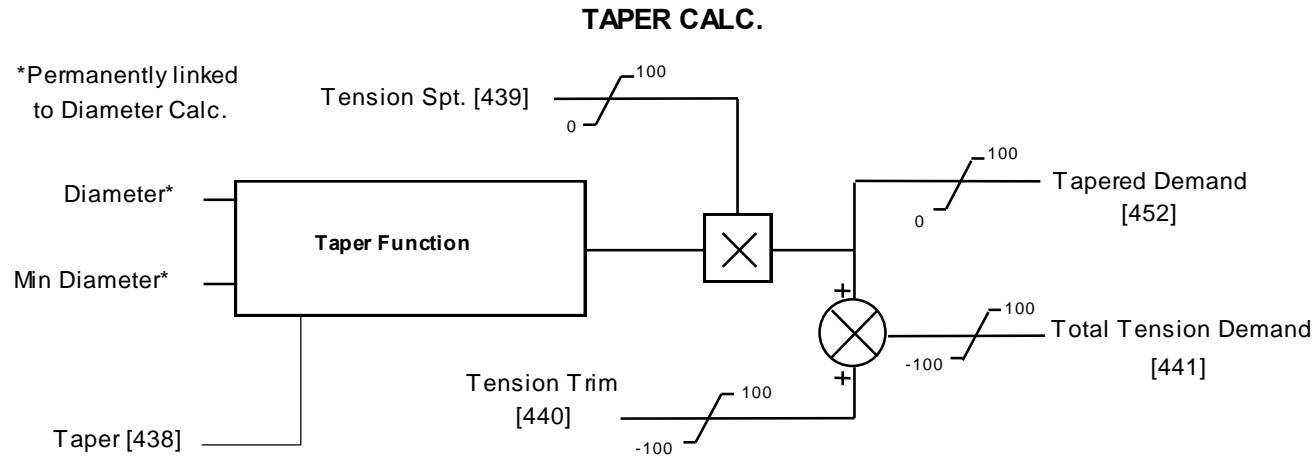 TAPER CALC.
*Permanently linked
to Diameter Calc.
Tension Spt. [439]
100
0
Diameter*
Min Diameter*
Taper Function
100
0
Tapered Demand
[452]
+
+
100
-100
Total Tension Demand
[441]
Tension Trim
[440]
100
-100
Taper [438]